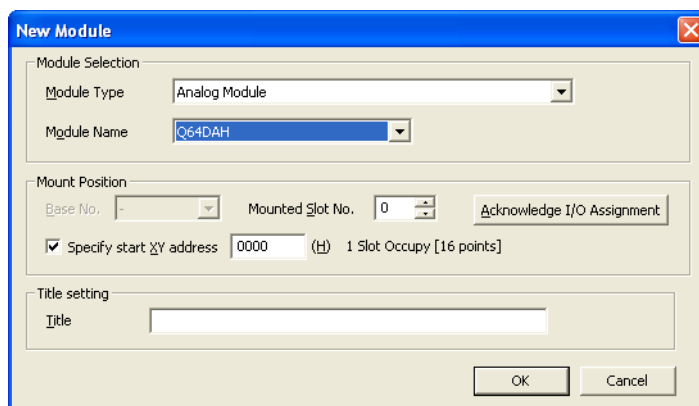 New Module
Module Selection
Module Type Analog Module
Module Name Q64DAH
Mount Position
Base No. - Mounted Slot No. 0 Acknowledge I/O Assignment
Specify start XY address 0000 (H) 1 Slot Occupy [16 points]
Title setting
Title
OK Cancel